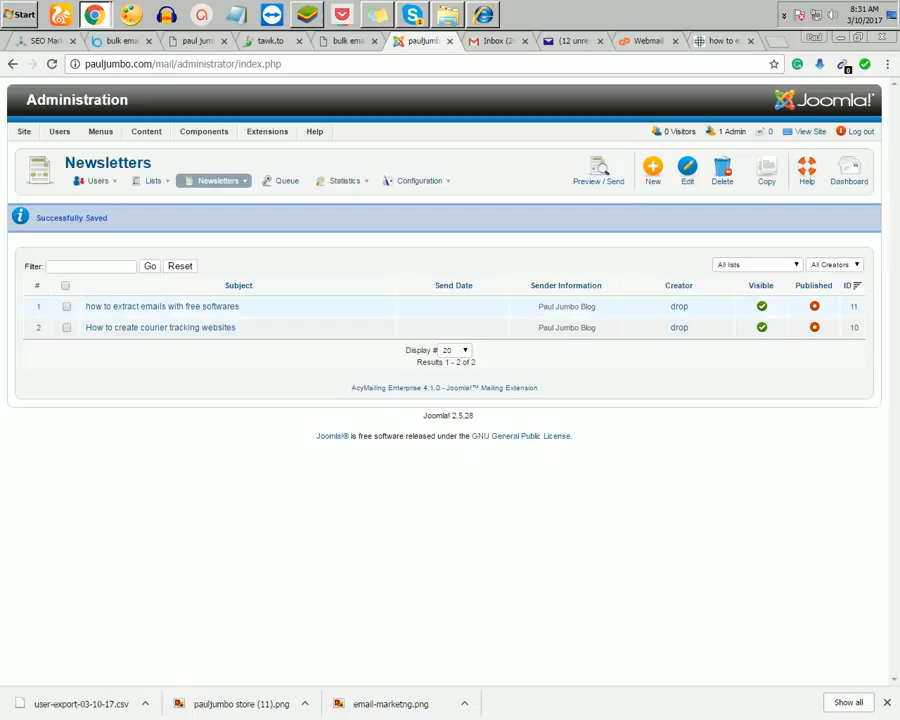 Start
8:31 AM
3/10/2017
SEO Mark
bulk em
paul jum
tawk.to
bulk em
paujumb
Inbox (2
(12 unre
Webmail
how to e
Paul
pauljumbo.com/mail/administrator/index.php
Administration
Joomla!
Site Users Menus Content Components Extensions Help
0 Visitors 1 Admin 0 View Site Log out
Newsletters
Users Lists Newsletters Queue Statistics Configuration
Preview / Send New Edit Delete Copy Help Dashboard
Successfully Saved
Filter: Go Reset All lists All Creators
# Subject Send Date Sender Information Creator Visible Published ID
1 how to extract emails with free softwares Paul Jumbo Blog drop 11
2 How to create courier tracking websites Paul Jumbo Blog drop 10
Display # 20
Results 1 - 2 of 2
AcyMailing Enterprise 4.1.0 - Joomla!™ Mailing Extension
Joomla! 2.5.28
Joomla!® is free software released under the GNU General Public License.
user-export-03-10-17.csv
pauljumbo store (11).png
email-marketng.png
Show all